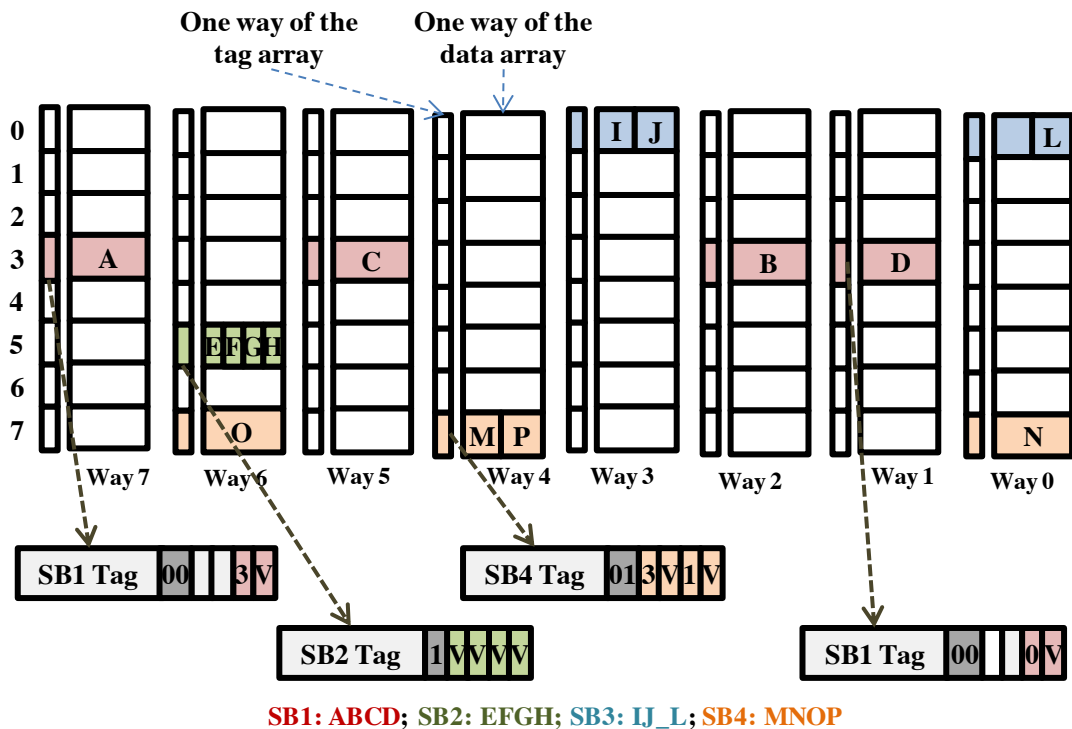 One way of the One way of the
tag array data array
0 I J L
1
2
3 A C B D
4
5 E F G H
6
7 O M P N
Way 7 Way 6 Way 5 Way 4 Way 3 Way 2 Way 1 Way 0
SB1 Tag 00 3 V SB4 Tag 01 3 V 1 V
SB2 Tag 1 V V V V SB1 Tag 00 0 V
SB1: ABCD; SB2: EFGH; SB3: IJ_L; SB4: MNOP